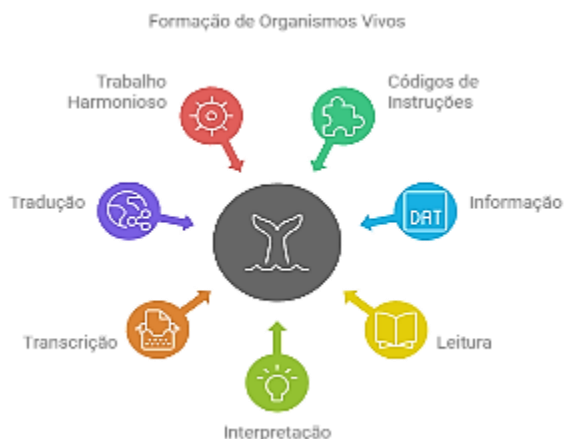 Formação de Organismos Vivos
Trabalho
Harmonioso
Códigos de
Instruções
Tradução
DAT
Informação
Transcrição
Leitura
Interpretação